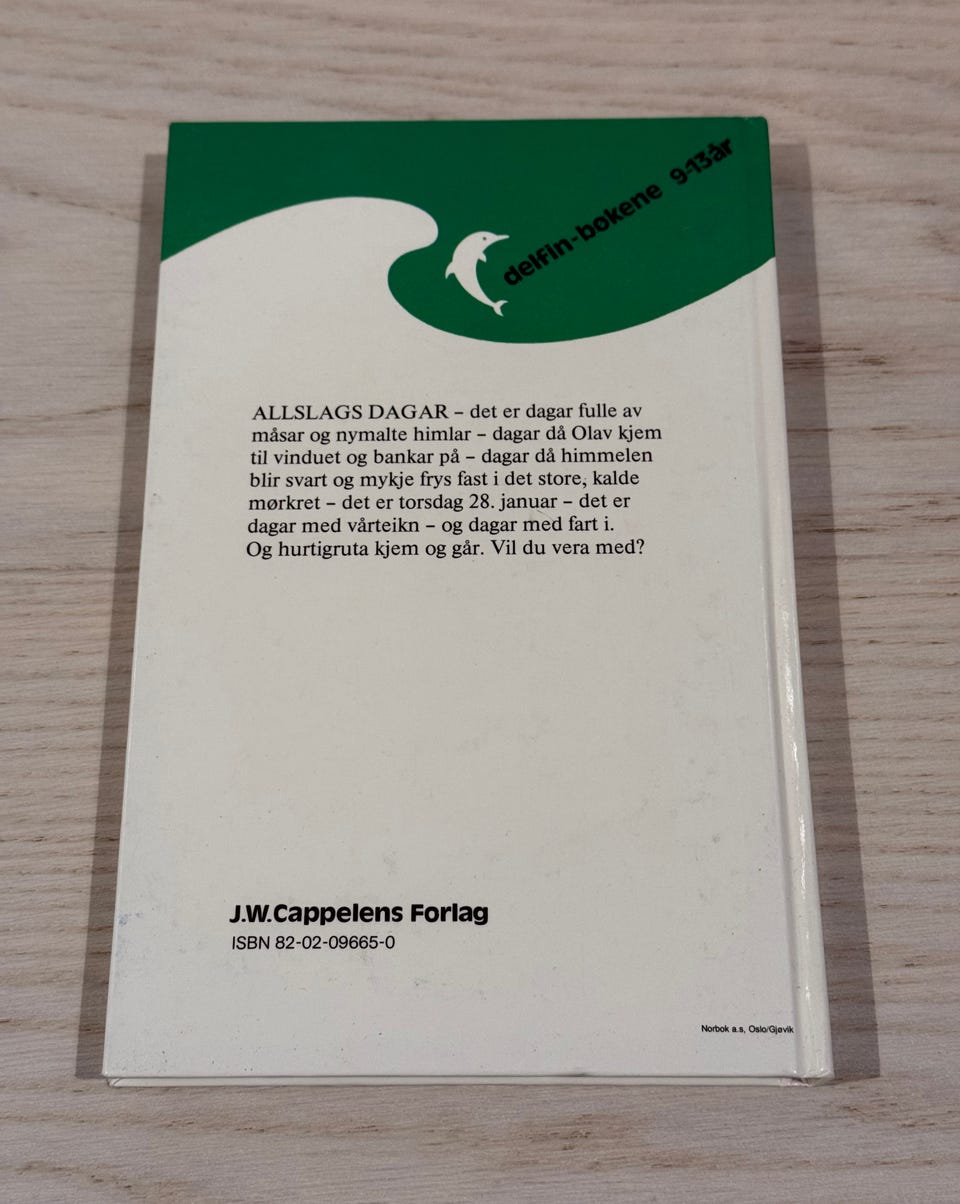 delfin-bøkene 9-13 år
ALLSLAGS DAGAR – det er dagar fulle av
måsar og nymalte himlar – dagar då Olav kjem
til vinduet og bankar på – dagar då himmelen
blir svart og mykje frys fast i det store, kalde
mørkret – det er torsdag 28. januar – det er
dagar med vårteikn – og dagar med fart i.
Og hurtigruta kjem og går. Vil du vera med?
J.W.Cappelens Forlag
ISBN 82-02-09665-0
Norbok a.s, Oslo/Gjøvik